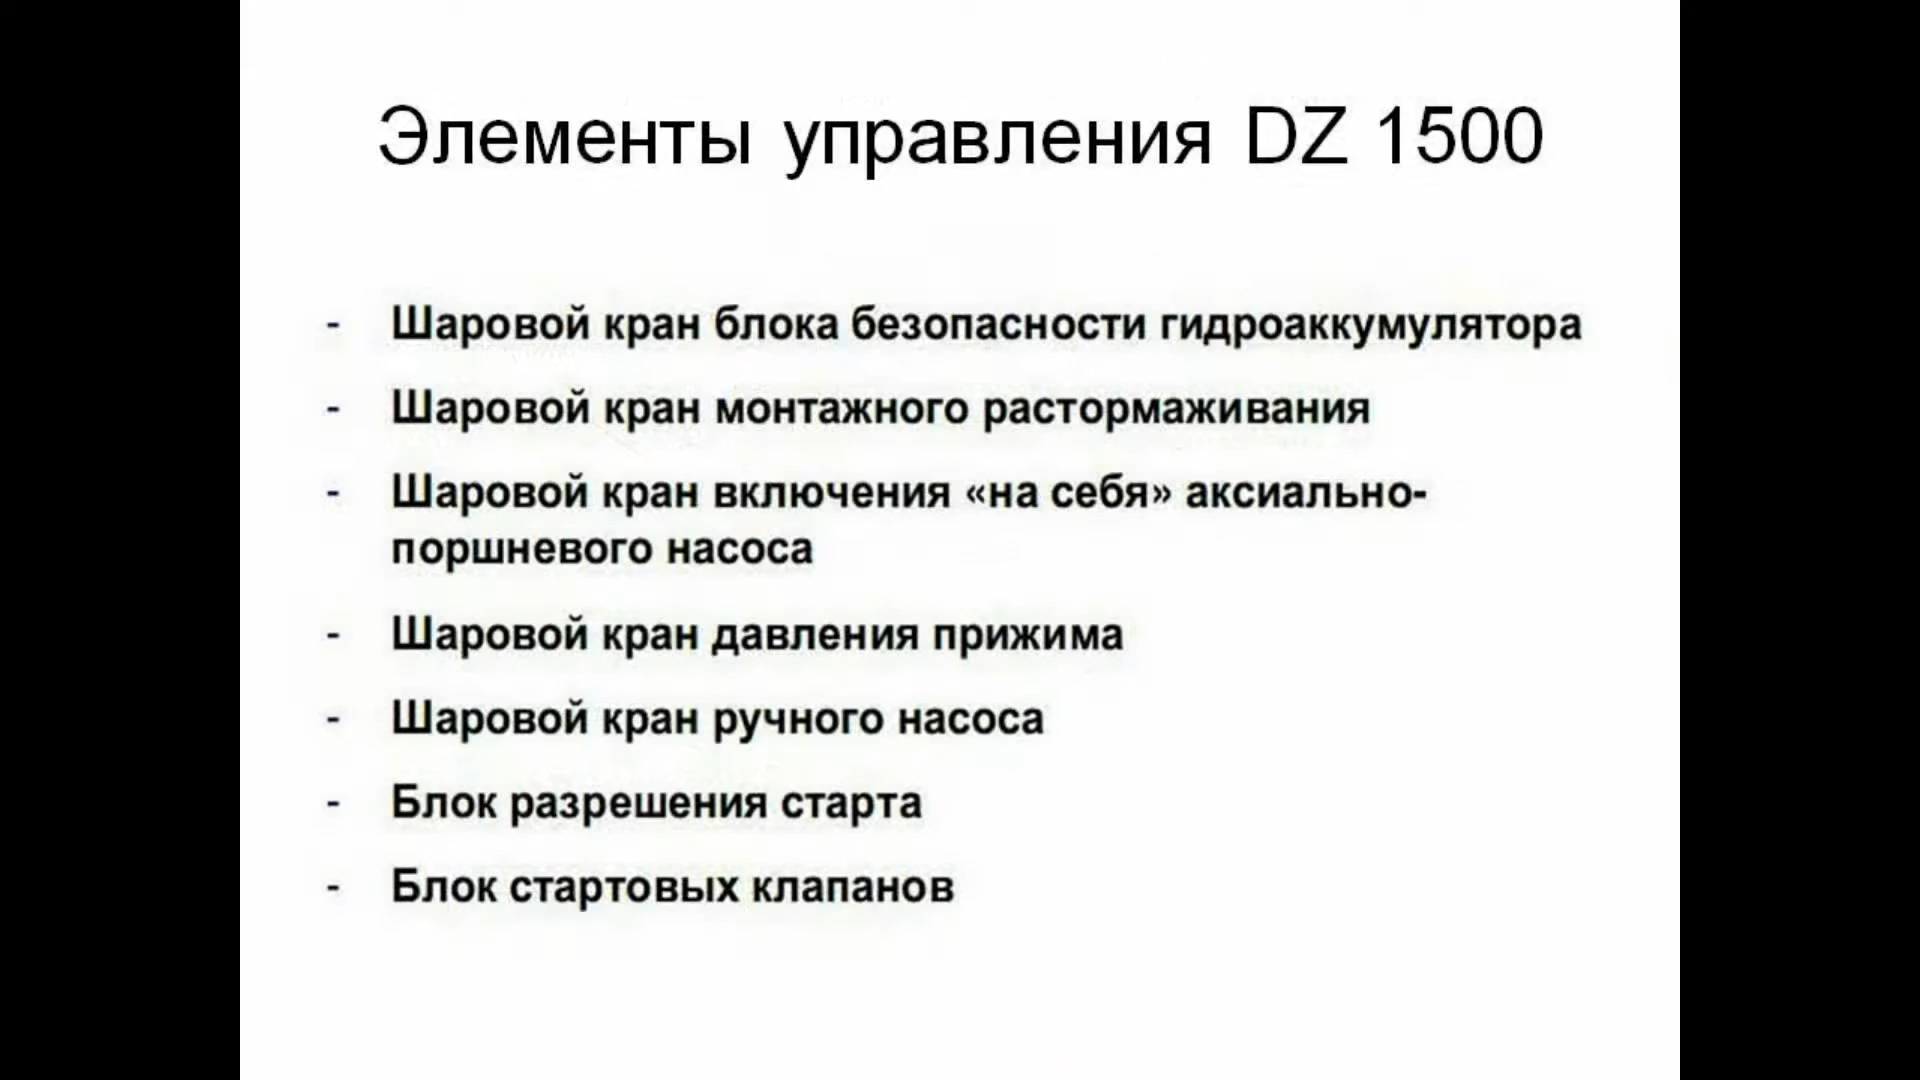 Элементы управления DZ 1500
- Шаровой кран блока безопасности гидроаккумулятора
- Шаровой кран монтажного растормаживания
- Шаровой кран включения «на себя» аксиально-
поршневого насоса
- Шаровой кран давления прижима
- Шаровой кран ручного насоса
- Блок разрешения старта
- Блок стартовых клапанов